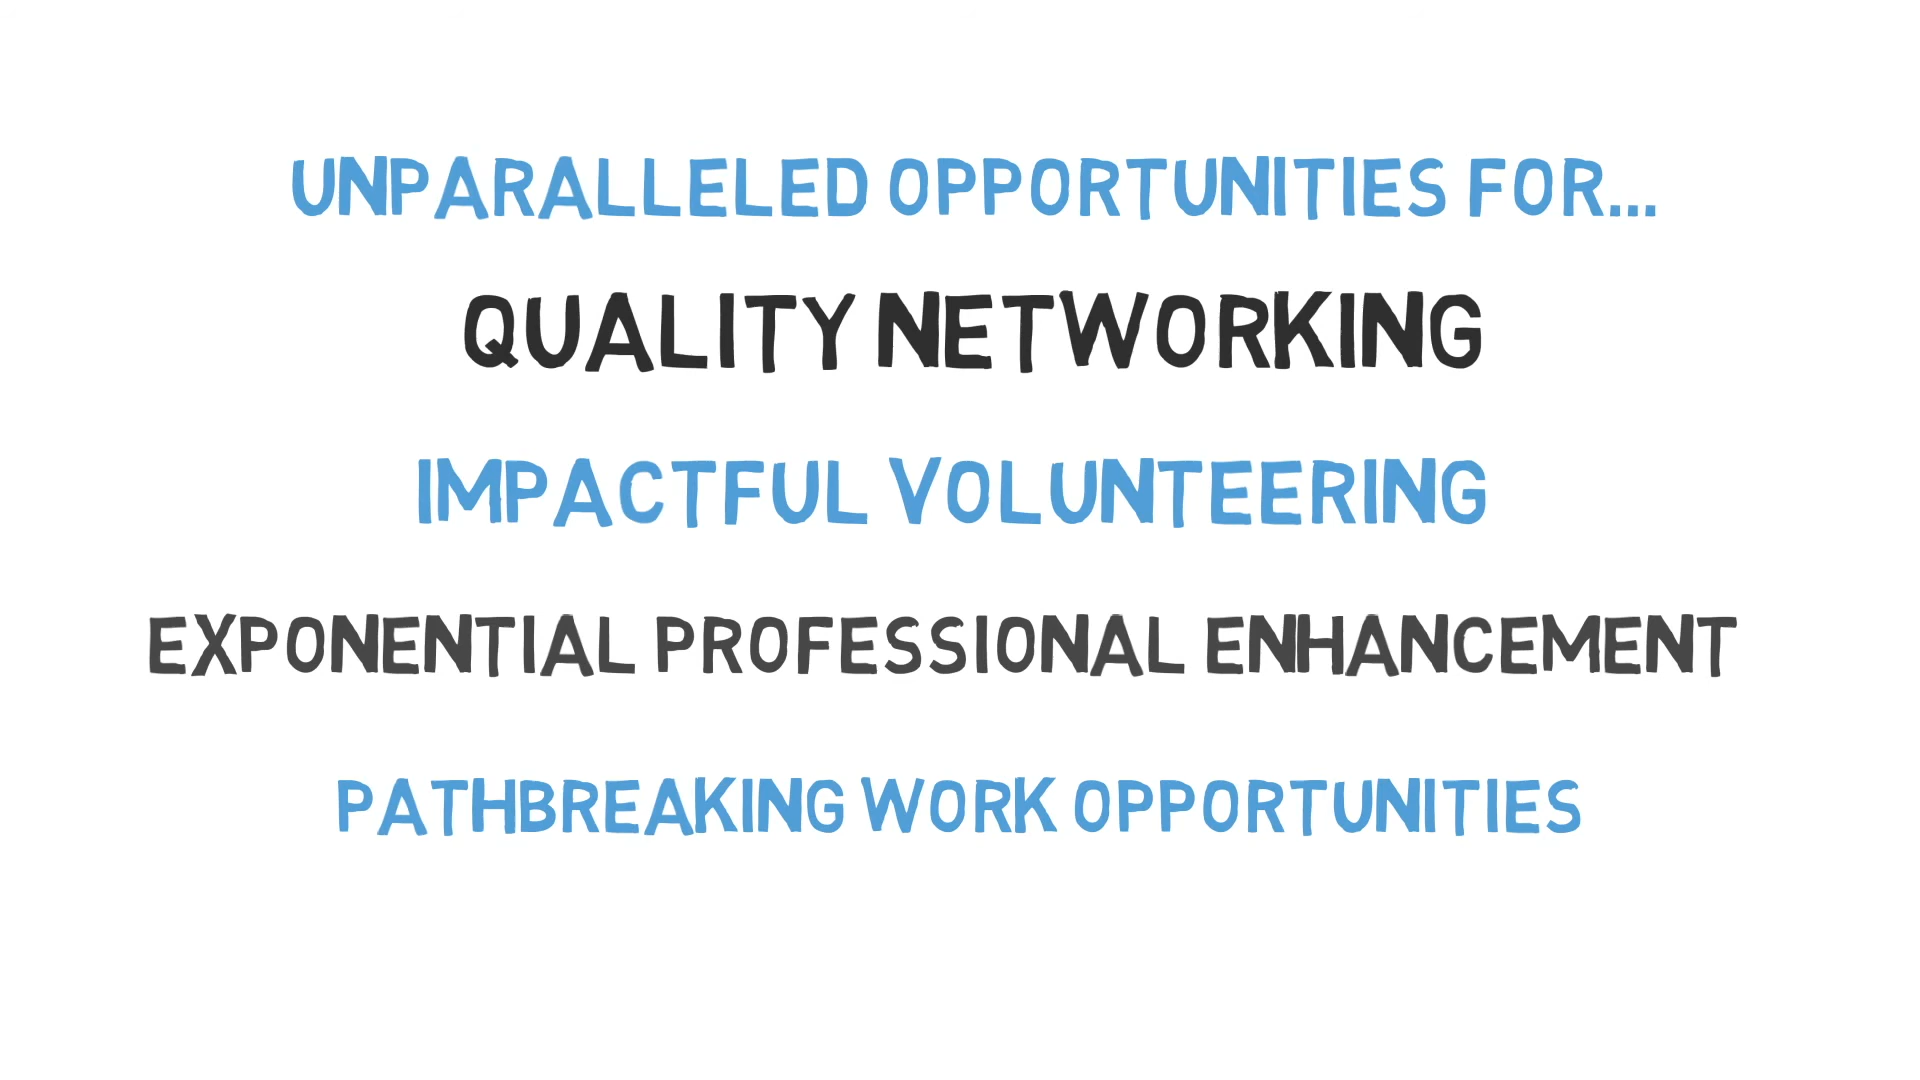 UNPARALLELED OPPORTUNITIES FOR...
QUALITY NETWORKING
IMPACTFUL VOLUNTEERING
EXPONENTIAL PROFESSIONAL ENHANCEMENT
PATHBREAKING WORK OPPORTUNITIES